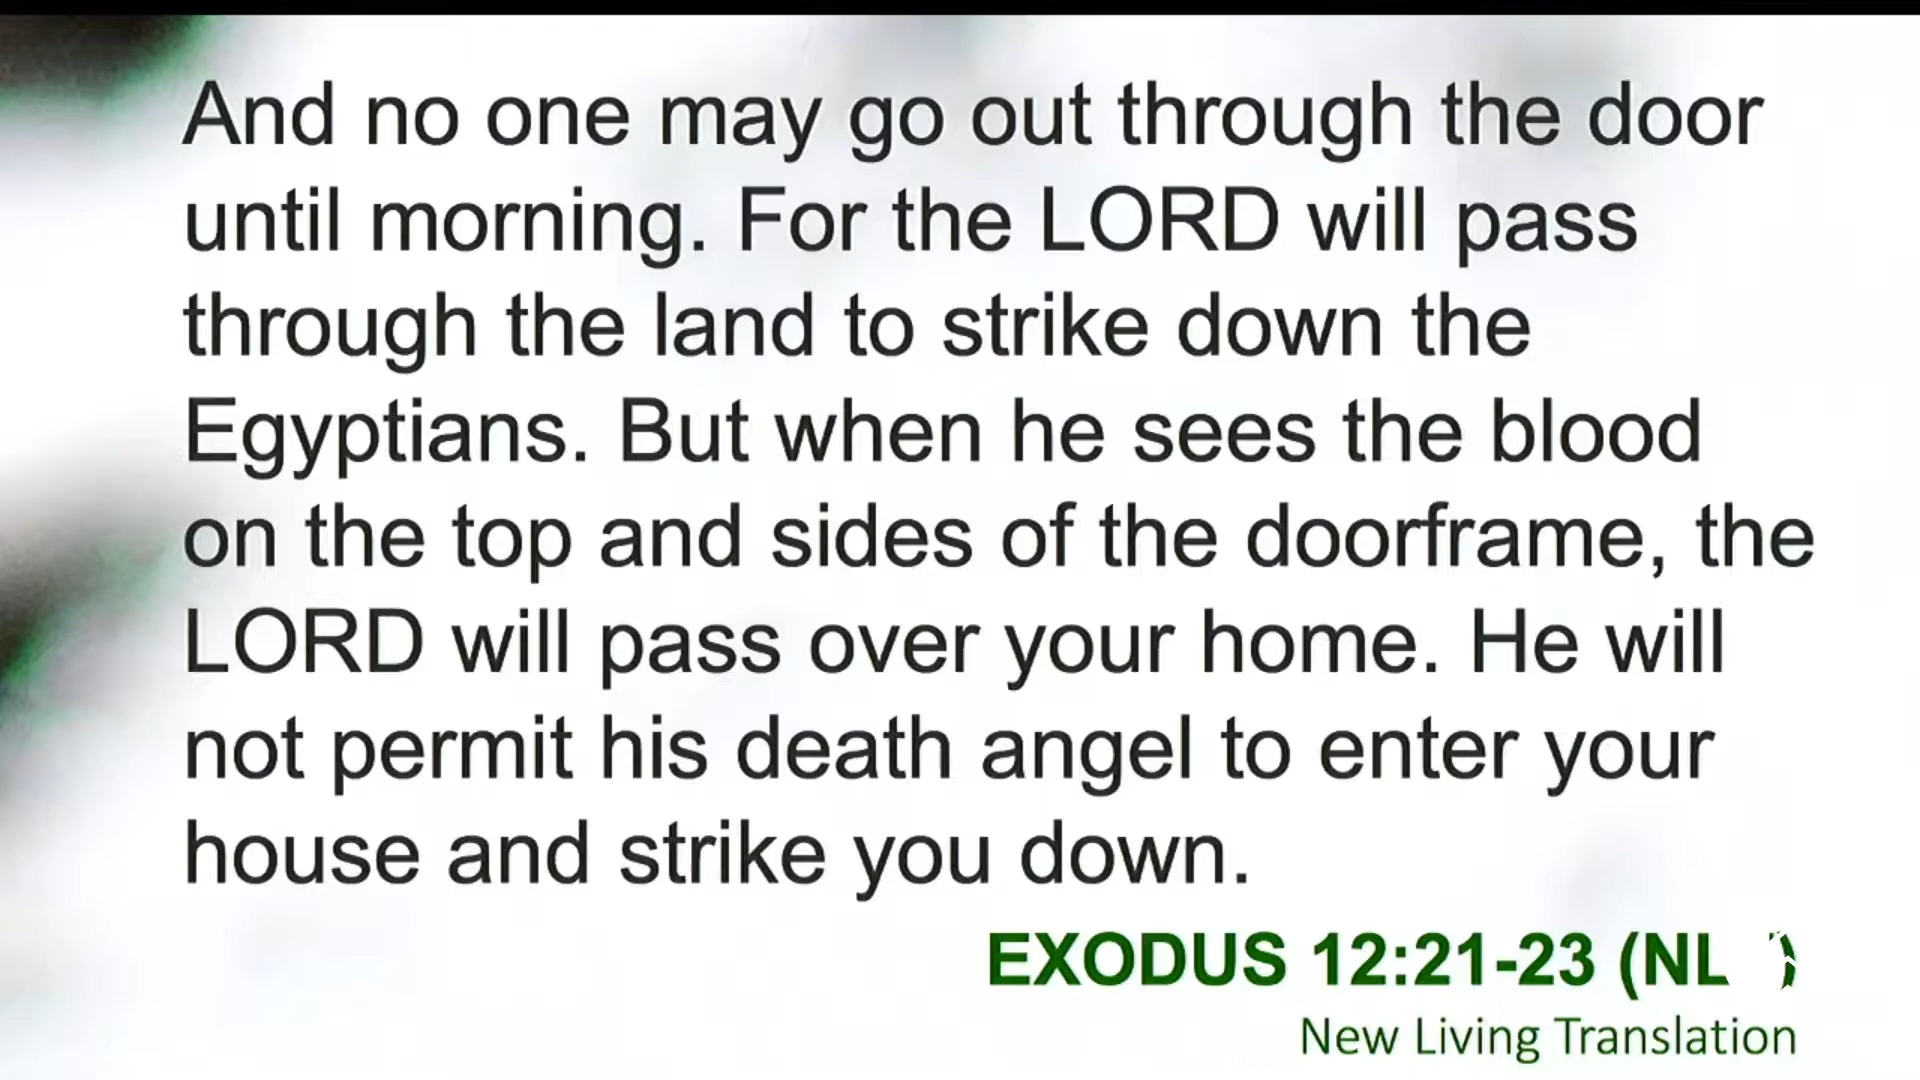 And no one may go out through the door
until morning. For the LORD will pass
through the land to strike down the
Egyptians. But when he sees the blood
on the top and sides of the doorframe, the
LORD will pass over your home. He will
not permit his death angel to enter your
house and strike you down.
EXODUS 12:21-23 (NL )
New Living Translation